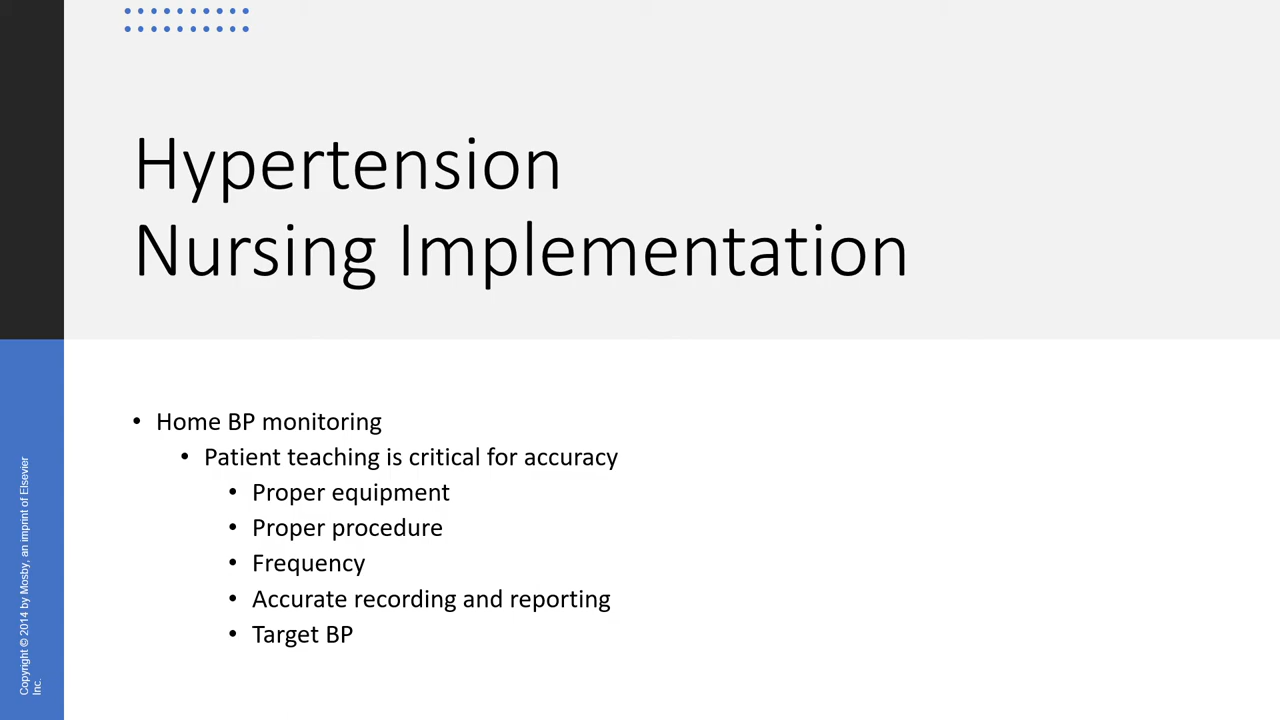 Hypertension
Nursing Implementation
• Home BP monitoring
• Patient teaching is critical for accuracy
• Proper equipment
• Proper procedure
• Frequency
• Accurate recording and reporting
• Target BP
Copyright © 2014 by Mosby, an imprint of Elsevier
Inc.